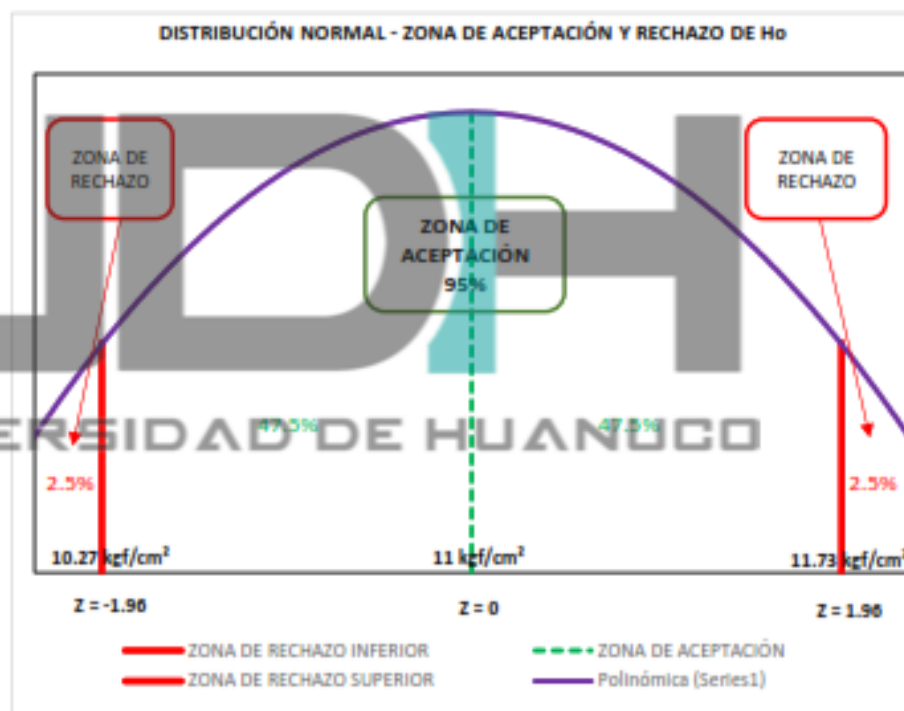 DISTRIBUCIÓN NORMAL - ZONA DE ACEPTACIÓN Y RECHAZO DE Ho
ZONA DE
RECHAZO
ZONA DE
RECHAZO
ZONA DE
ACEPTACIÓN
95%
UDH
ERSIDAD DE HUANUCO
47.5%
47.5%
2.5%
2.5%
10.27 kgf/cm²
11 kgf/cm²
11.73 kgf/cm²
Z = -1.96
Z = 0
Z = 1.96
ZONA DE RECHAZO INFERIOR
ZONA DE ACEPTACIÓN
ZONA DE RECHAZO SUPERIOR
Polinómica (Series1)